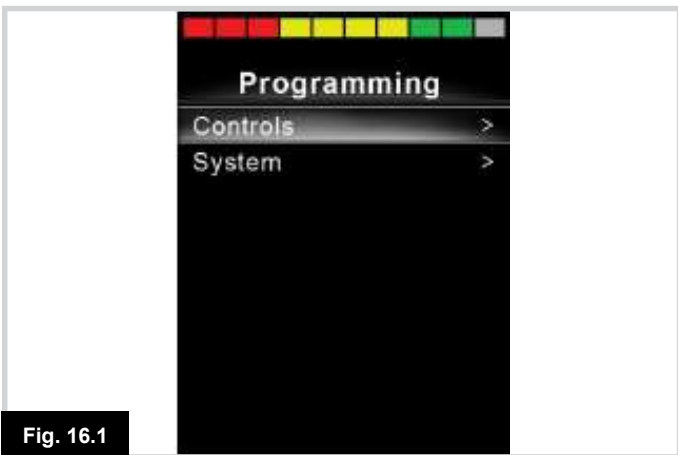 Programming
Controls >
System >
Fig. 16.1